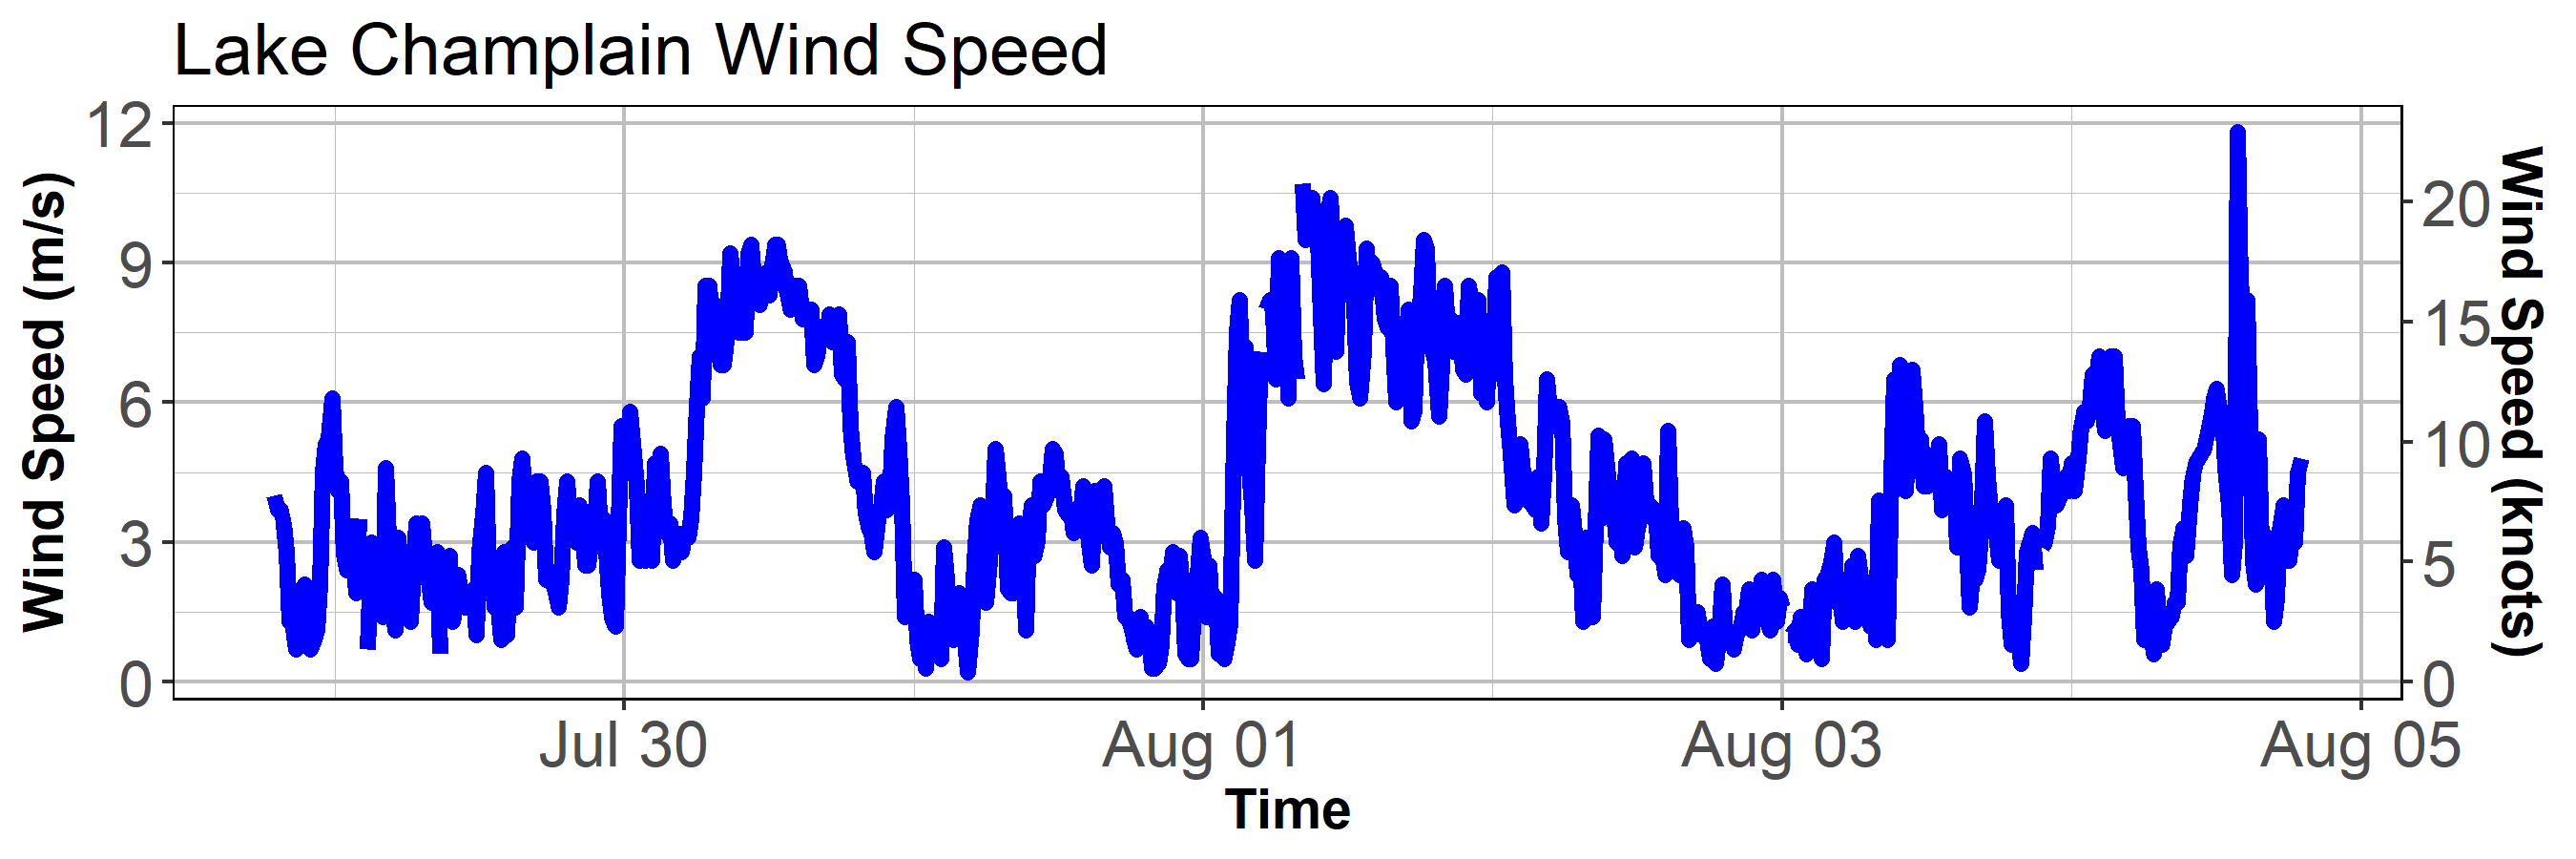 Lake Champlain Wind Speed
Wind Speed (m/s)
12
9
6
3
0
20
15
10
5
0
Wind Speed (knots)
Jul 30
Aug 01
Aug 03
Aug 05
Time